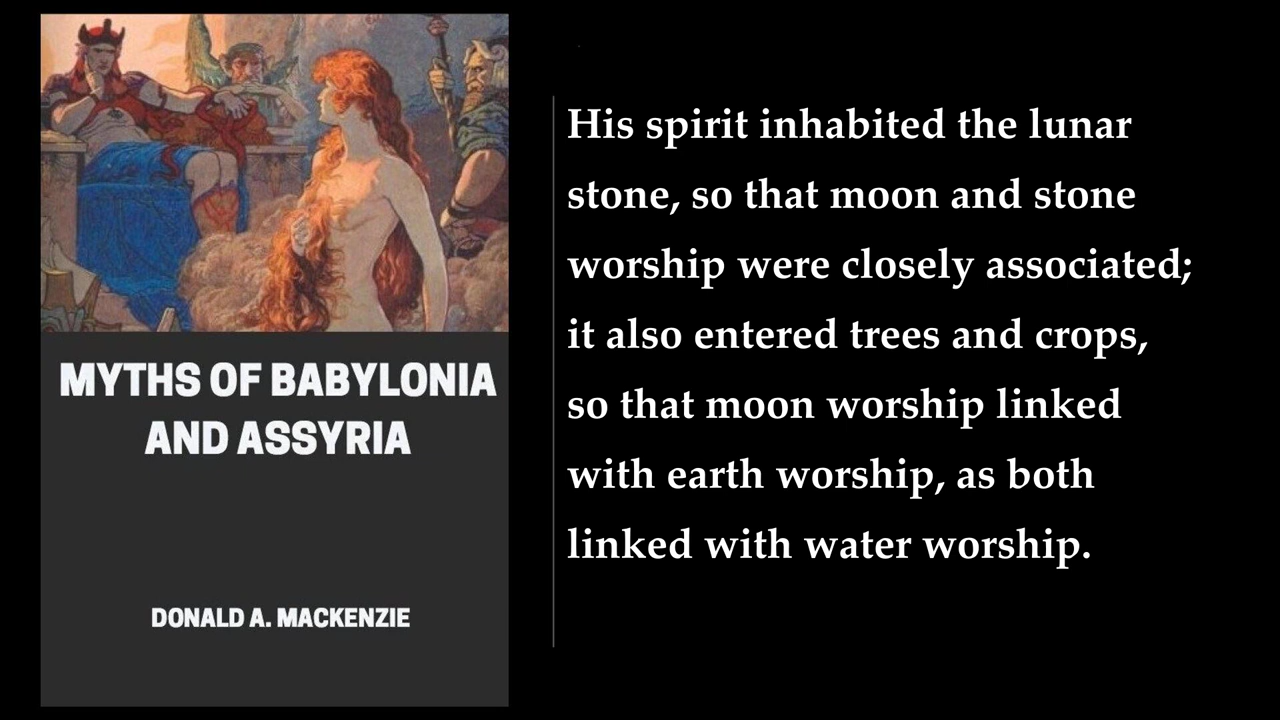 MYTHS OF BABYLONIA
AND ASSYRIA
DONALD A. MACKENZIE
His spirit inhabited the lunar
stone, so that moon and stone
worship were closely associated;
it also entered trees and crops,
so that moon worship linked
with earth worship, as both
linked with water worship.